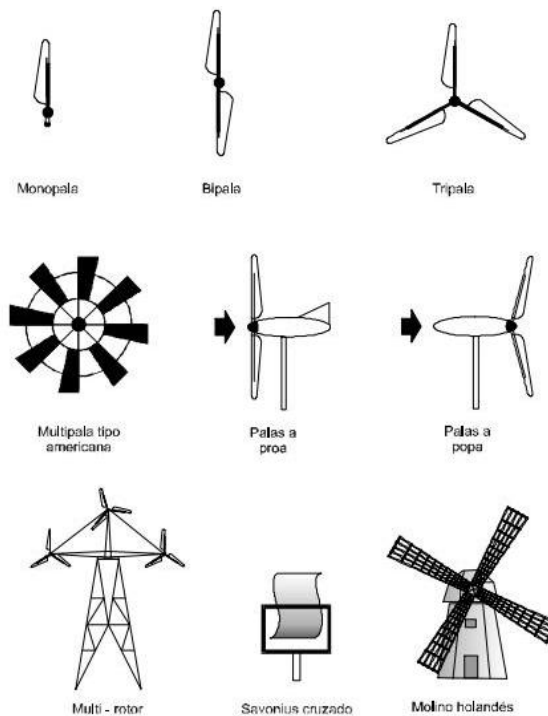 Monopala
Bipala
Tripala
Multipala tipo
americana
Palas a
proa
Palas a
popa
Multi - rotor
Savonius cruzado
Molino holandés